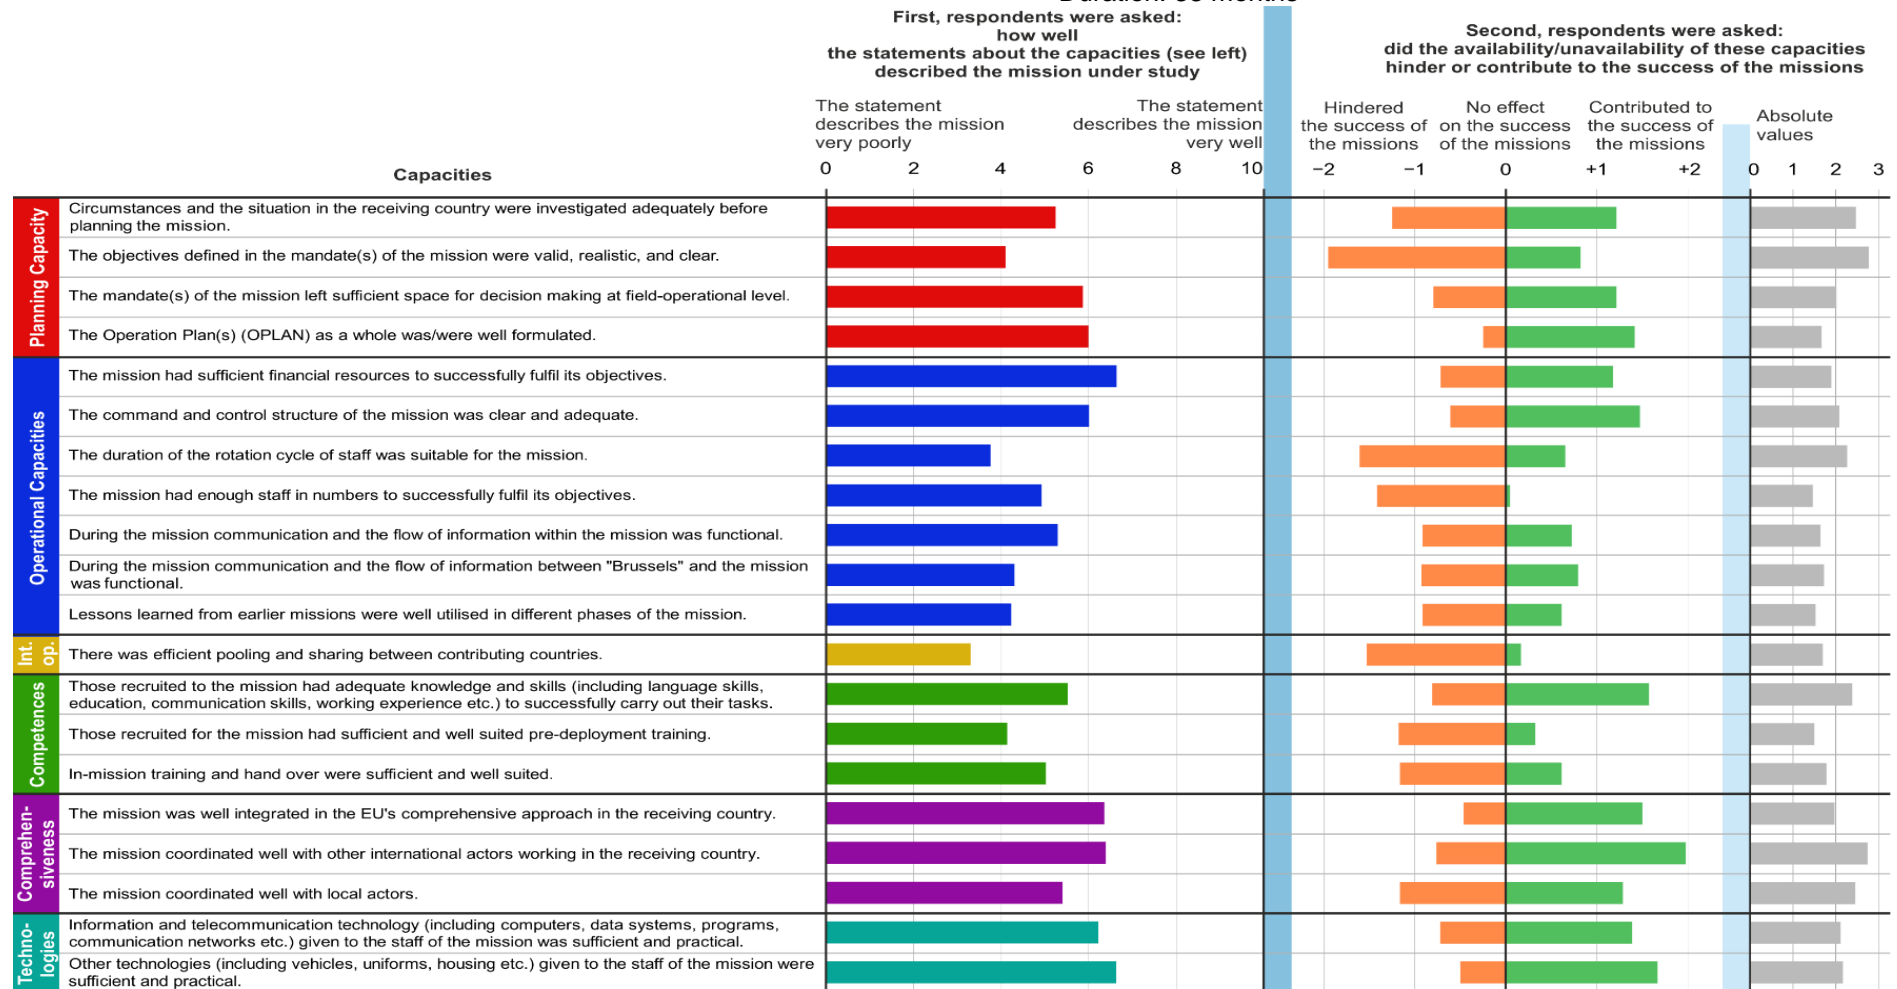 First, respondents were asked:
how well
the statements about the capacities (see left)
described the mission under study
Second, respondents were asked:
did the availability/unavailability of these capacities
hinder or contribute to the success of the missions
The statement
describes the mission
very poorly
The statement
describes the mission
very well
Hindered
the success of
the missions
No effect
on the success
of the missions
Contributed to
the success of
the missions
Absolute
values
Capacities
0 2 4 6 8 10
−2 −1 0 +1 +2
0 1 2 3
Planning Capacity
Circumstances and the situation in the receiving country were investigated adequately before
planning the mission.
The objectives defined in the mandate(s) of the mission were valid, realistic, and clear.
The mandate(s) of the mission left sufficient space for decision making at field-operational level.
The Operation Plan(s) (OPLAN) as a whole was/were well formulated.
Operational Capacities
The mission had sufficient financial resources to successfully fulfil its objectives.
The command and control structure of the mission was clear and adequate.
The duration of the rotation cycle of staff was suitable for the mission.
The mission had enough staff in numbers to successfully fulfil its objectives.
During the mission communication and the flow of information within the mission was functional.
During the mission communication and the flow of information between "Brussels" and the mission
was functional.
Lessons learned from earlier missions were well utilised in different phases of the mission.
Int.
op.
There was efficient pooling and sharing between contributing countries.
Competences
Those recruited to the mission had adequate knowledge and skills (including language skills,
education, communication skills, working experience etc.) to successfully carry out their tasks.
Those recruited for the mission had sufficient and well suited pre-deployment training.
In-mission training and hand over were sufficient and well suited.
Comprehen-
siveness
The mission was well integrated in the EU's comprehensive approach in the receiving country.
The mission coordinated well with other international actors working in the receiving country.
The mission coordinated well with local actors.
Techno-
logies
Information and telecommunication technology (including computers, data systems, programs,
communication networks etc.) given to the staff of the mission was sufficient and practical.
Other technologies (including vehicles, uniforms, housing etc.) given to the staff of the mission were
sufficient and practical.